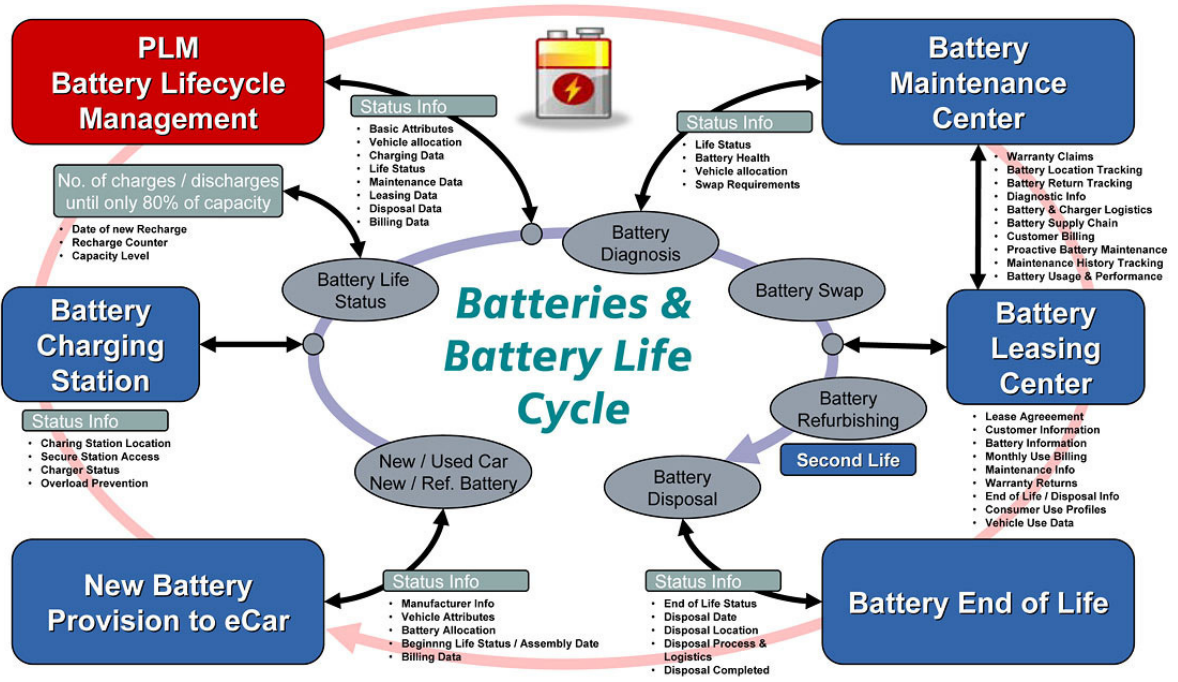 PLM
Battery Lifecycle
Management
Status Info
• Basic Attributes
• Vehicle allocation
• Charging Data
• Life Status
• Maintenance Data
• Leasing Data
• Disposal Data
• Billing Data
Status Info
• Life Status
• Battery Health
• Vehicle allocation
• Swap Requirements
Battery
Maintenance
Center
• Warranty Claims
• Battery Location Tracking
• Battery Return Tracking
• Diagnostic Info
• Battery & Charger Logistics
• Battery Supply Chain
• Customer Billing
• Proactive Battery Maintenance
• Maintenance History Tracking
• Battery Usage & Performance
No. of charges / discharges
until only 80% of capacity
• Date of new Recharge
• Recharge Counter
• Capacity Level
Battery Life
Status
Battery
Diagnosis
Battery Swap
Batteries &
Battery Life
Cycle
Battery
Charging
Station
Status Info
• Charing Station Location
• Secure Station Access
• Charger Status
• Overload Prevention
Battery
Leasing
Center
• Lease Agreeement
• Customer Information
• Battery Information
• Monthly Use Billing
• Maintenance Info
• Warranty Returns
• End of Life / Disposal Info
• Consumer Use Profiles
• Vehicle Use Data
Battery
Refurbishing
Second Life
New / Used Car
New / Ref. Battery
Battery
Disposal
New Battery
Provision to eCar
Status Info
• Manufacturer Info
• Vehicle Attributes
• Battery Allocation
• Beginnng Life Status / Assembly Date
• Billing Data
Status Info
• End of Life Status
• Disposal Date
• Disposal Location
• Disposal Process &
Logistics
• Disposal Completed
Battery End of Life